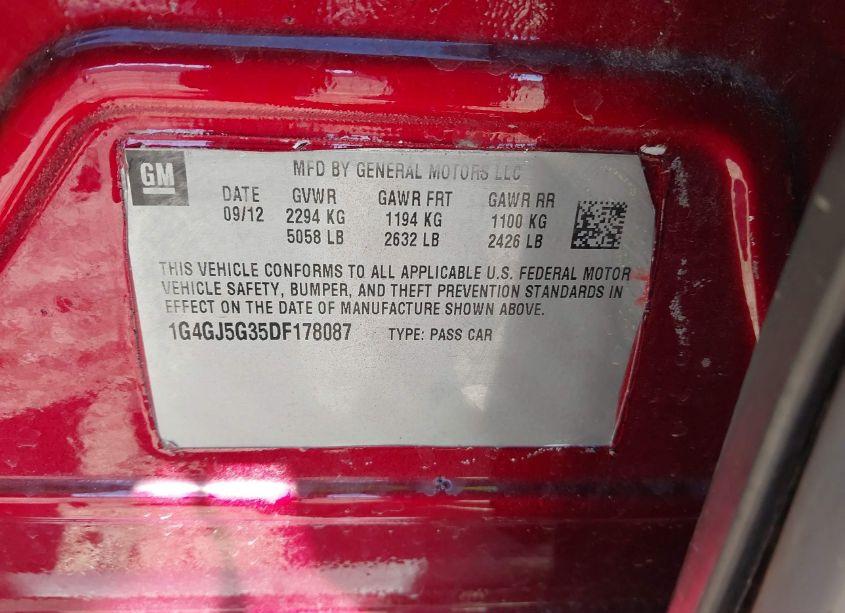 GM
MFD BY GENERAL MOTORS LLC
DATE GVWR GAWR FRT GAWR RR
09/12 2294 KG 1194 KG 1100 KG
5058 LB 2632 LB 2426 LB
THIS VEHICLE CONFORMS TO ALL APPLICABLE U.S. FEDERAL MOTOR
VEHICLE SAFETY, BUMPER, AND THEFT PREVENTION STANDARDS IN
EFFECT ON THE DATE OF MANUFACTURE SHOWN ABOVE.
1G4GJ5G35DF178087 TYPE: PASS CAR